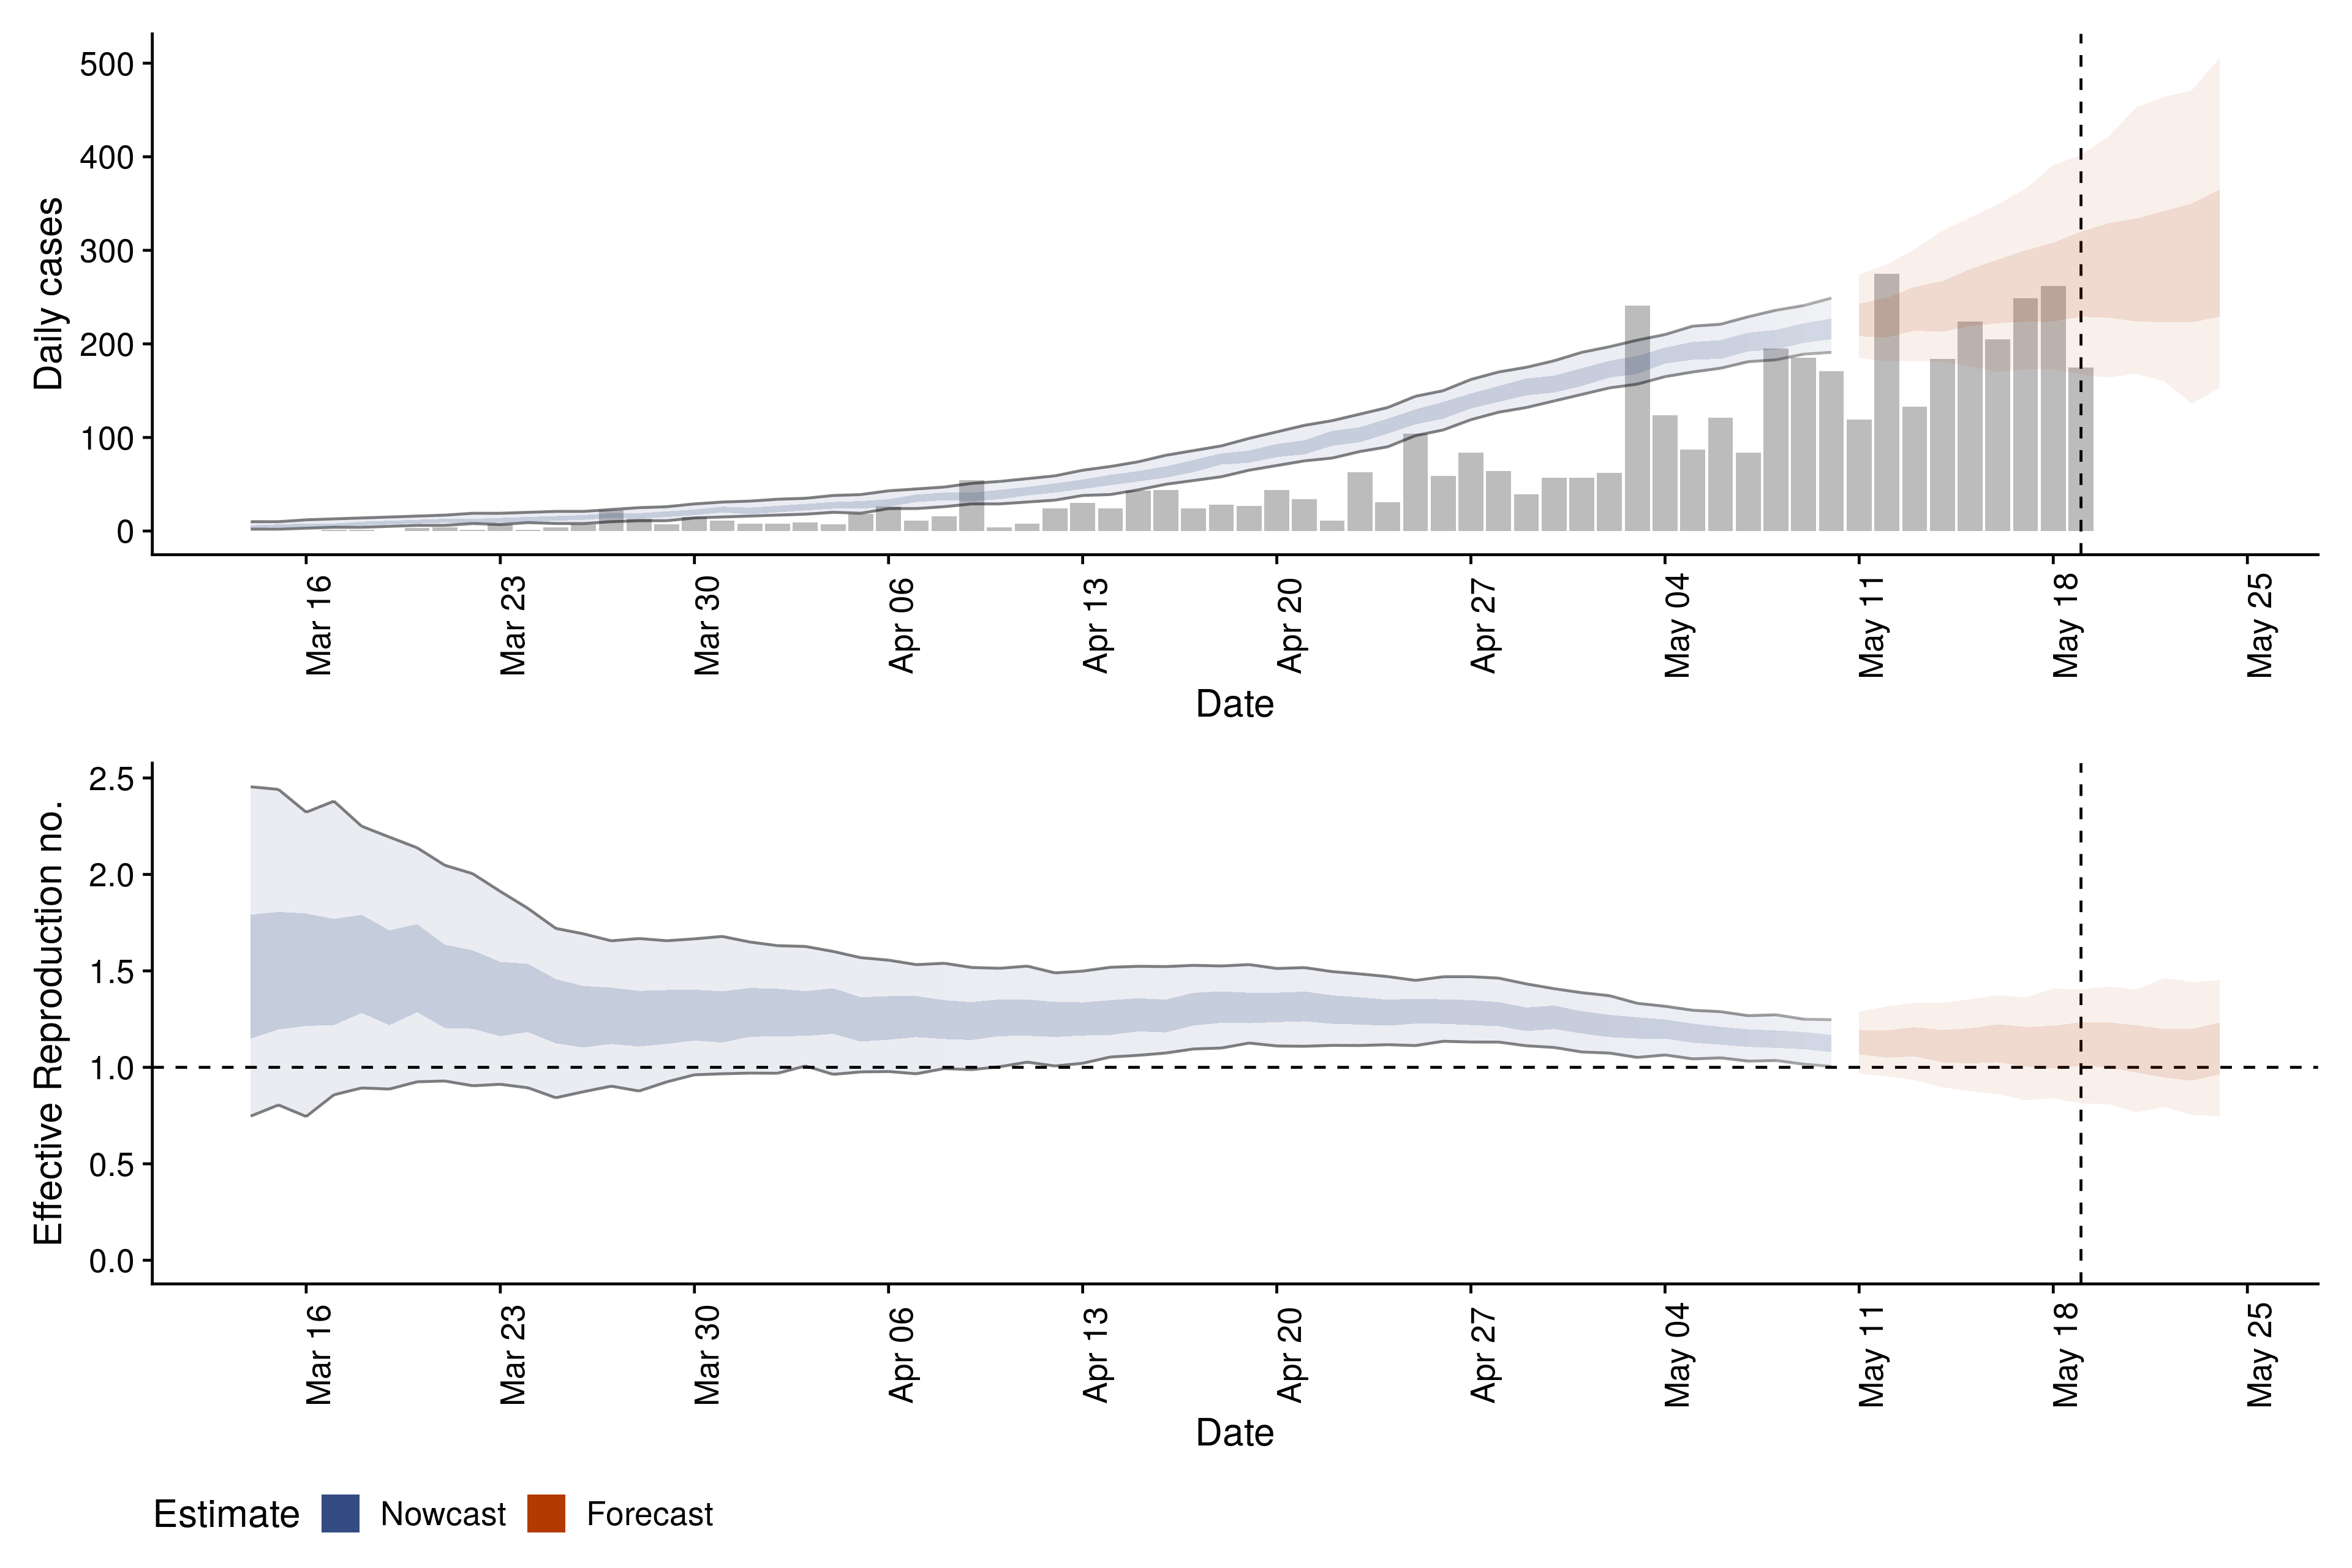 Daily cases
500
400
300
200
100
0
Mar 16
Mar 23
Mar 30
Apr 06
Apr 13
Apr 20
Apr 27
May 04
May 11
May 18
May 25
Date
Effective Reproduction no.
2.5
2.0
1.5
1.0
0.5
0.0
Mar 16
Mar 23
Mar 30
Apr 06
Apr 13
Apr 20
Apr 27
May 04
May 11
May 18
May 25
Date
Estimate Nowcast Forecast